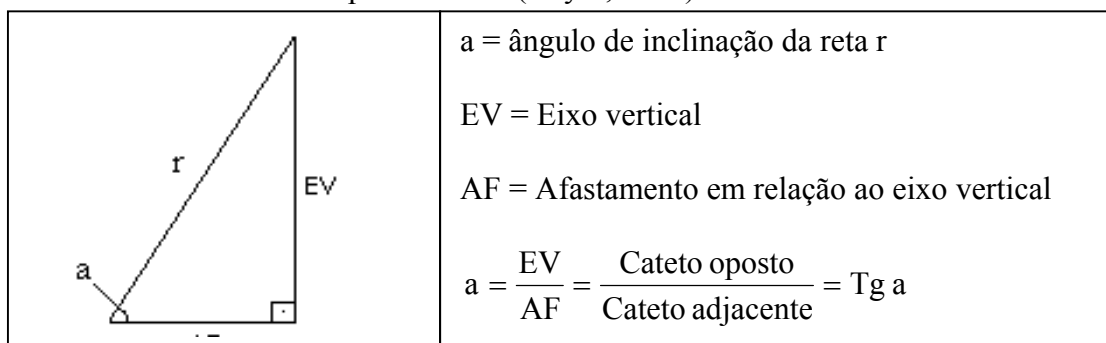 r
EV
a
a = ângulo de inclinação da reta r
EV = Eixo vertical
AF = Afastamento em relação ao eixo vertical
a = EV/AF = Cateto oposto/Cateto adjacente = Tg a